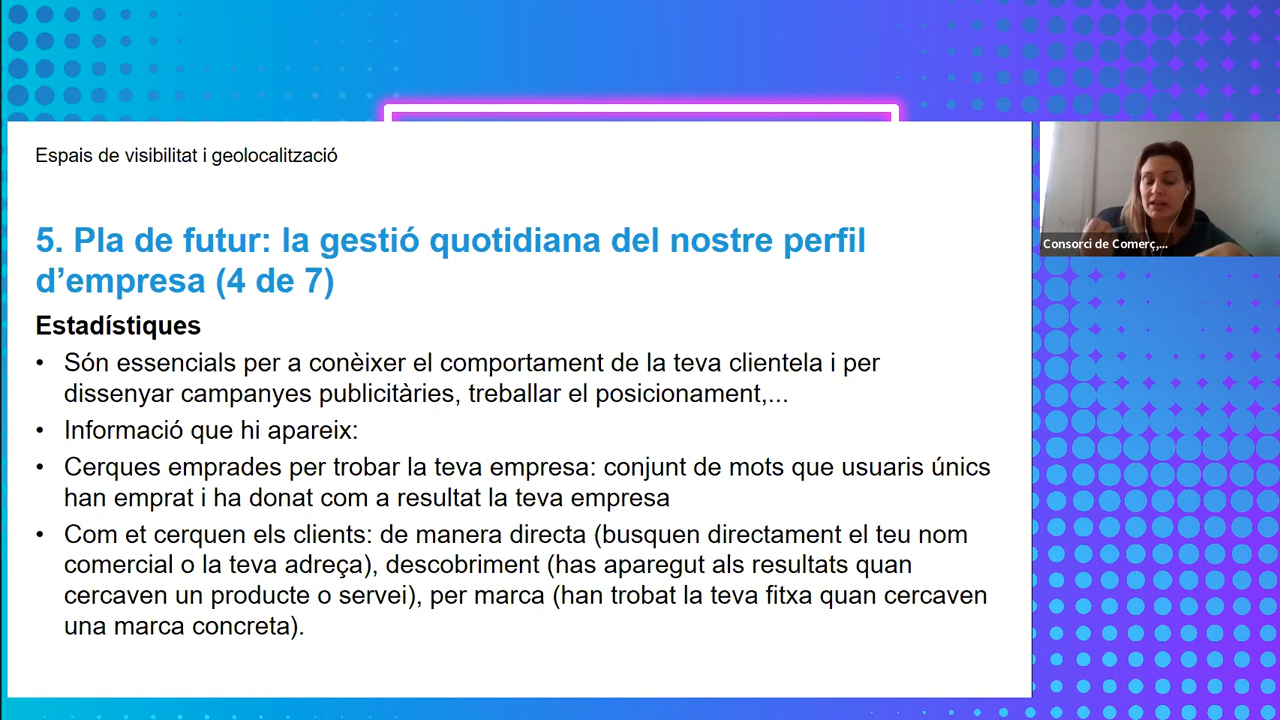 Espais de visibilitat i geolocalització
5. Pla de futur: la gestió quotidiana del nostre perfil
d’empresa (4 de 7)
Estadístiques
• Són essencials per a conèixer el comportament de la teva clientela i per
dissenyar campanyes publicitàries, treballar el posicionament,...
• Informació que hi apareix:
• Cerques emprades per trobar la teva empresa: conjunt de mots que usuaris únics
han emprat i ha donat com a resultat la teva empresa
• Com et cerquen els clients: de manera directa (busquen directament el teu nom
comercial o la teva adreça), descobriment (has aparegut als resultats quan
cercaven un producte o servei), per marca (han trobat la teva fitxa quan cercaven
una marca concreta).
Consorci de Comerç,...